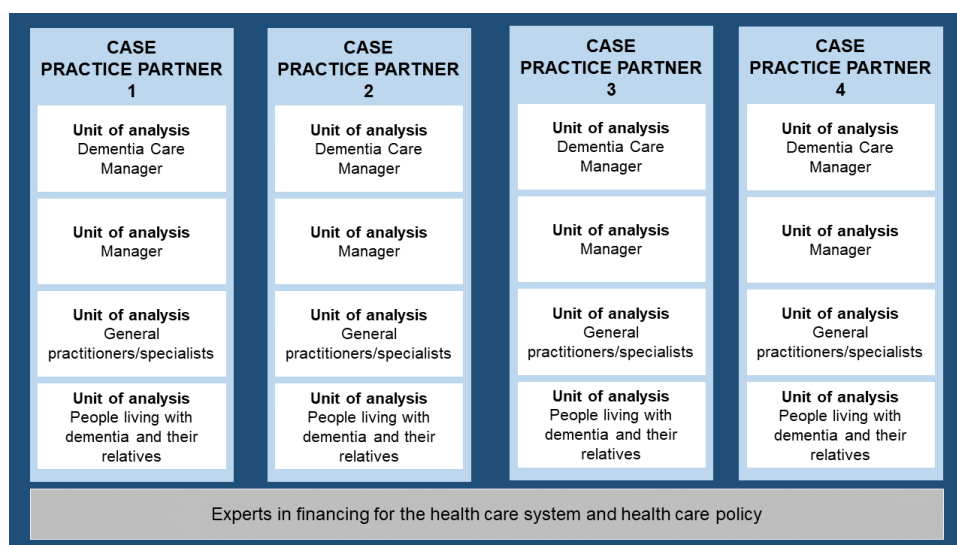 CASE
PRACTICE PARTNER
1
Unit of analysis
Dementia Care
Manager
Unit of analysis
Manager
Unit of analysis
General
practitioners/specialists
Unit of analysis
People living with
dementia and their
relatives
CASE
PRACTICE PARTNER
2
Unit of analysis
Dementia Care
Manager
Unit of analysis
Manager
Unit of analysis
General
practitioners/specialists
Unit of analysis
People living with
dementia and their
relatives
CASE
PRACTICE PARTNER
3
Unit of analysis
Dementia Care
Manager
Unit of analysis
Manager
Unit of analysis
General
practitioners/specialists
Unit of analysis
People living with
dementia and their
relatives
CASE
PRACTICE PARTNER
4
Unit of analysis
Dementia Care
Manager
Unit of analysis
Manager
Unit of analysis
General
practitioners/specialists
Unit of analysis
People living with
dementia and their
relatives
Experts in financing for the health care system and health care policy